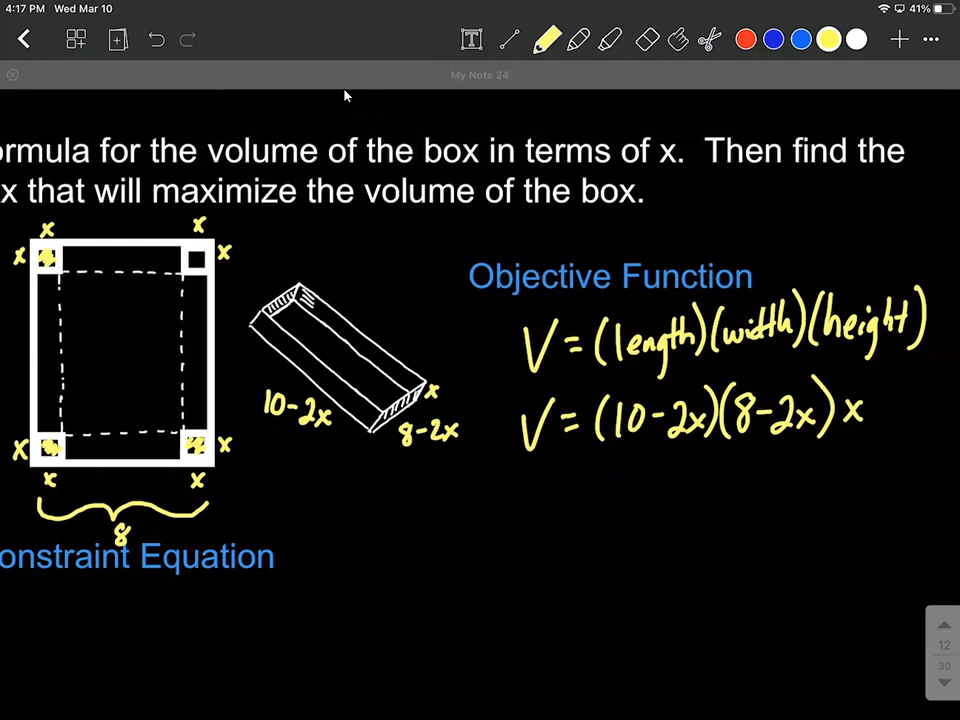 4:17 PM Wed Mar 10
41%
My Note 24
ormula for the volume of the box in terms of x. Then find the
x that will maximize the volume of the box.
x x
x x
Objective Function
V = (length)(width)(height)
x
10-2x
8-2x
V = (10-2x)(8-2x)x
x x
x x
8
onstraint Equation
12
30